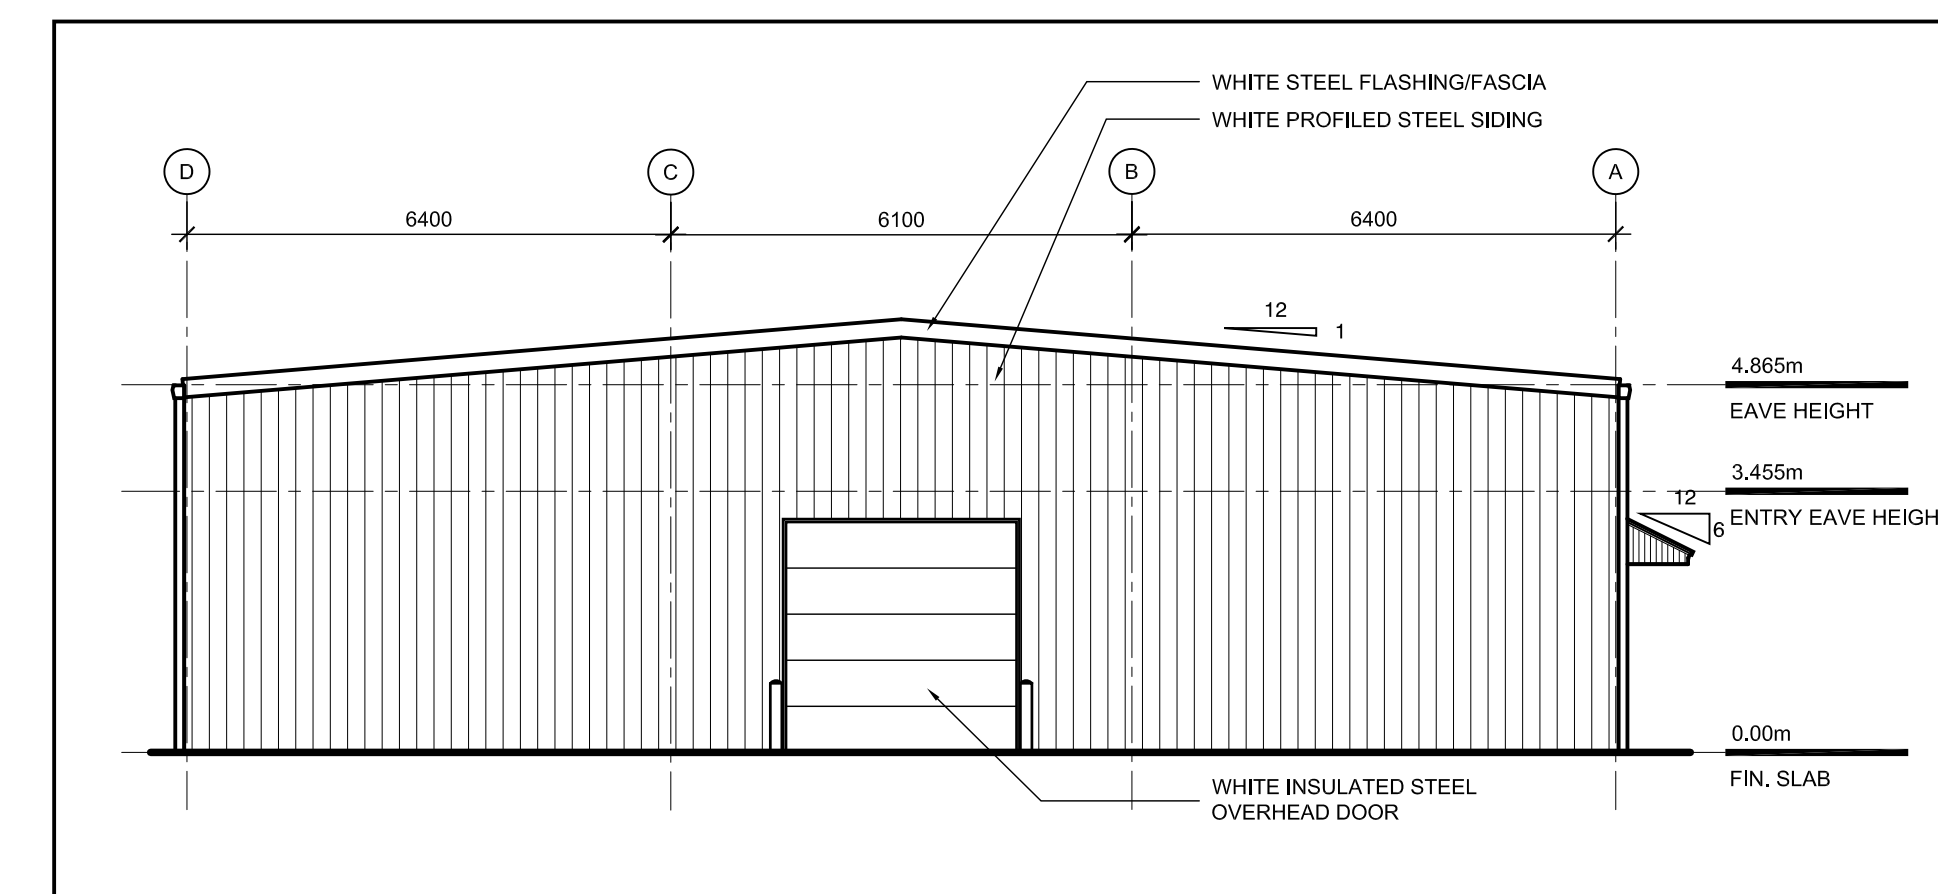 WHITE STEEL FLASHING/FASCIA
WHITE PROFILED STEEL SIDING
D
C
B
A
6400
6100
6400
12
1
4.865m
EAVE HEIGHT
3.455m
12
6
ENTRY EAVE HEIGH
0.00m
FIN. SLAB
WHITE INSULATED STEEL
OVERHEAD DOOR